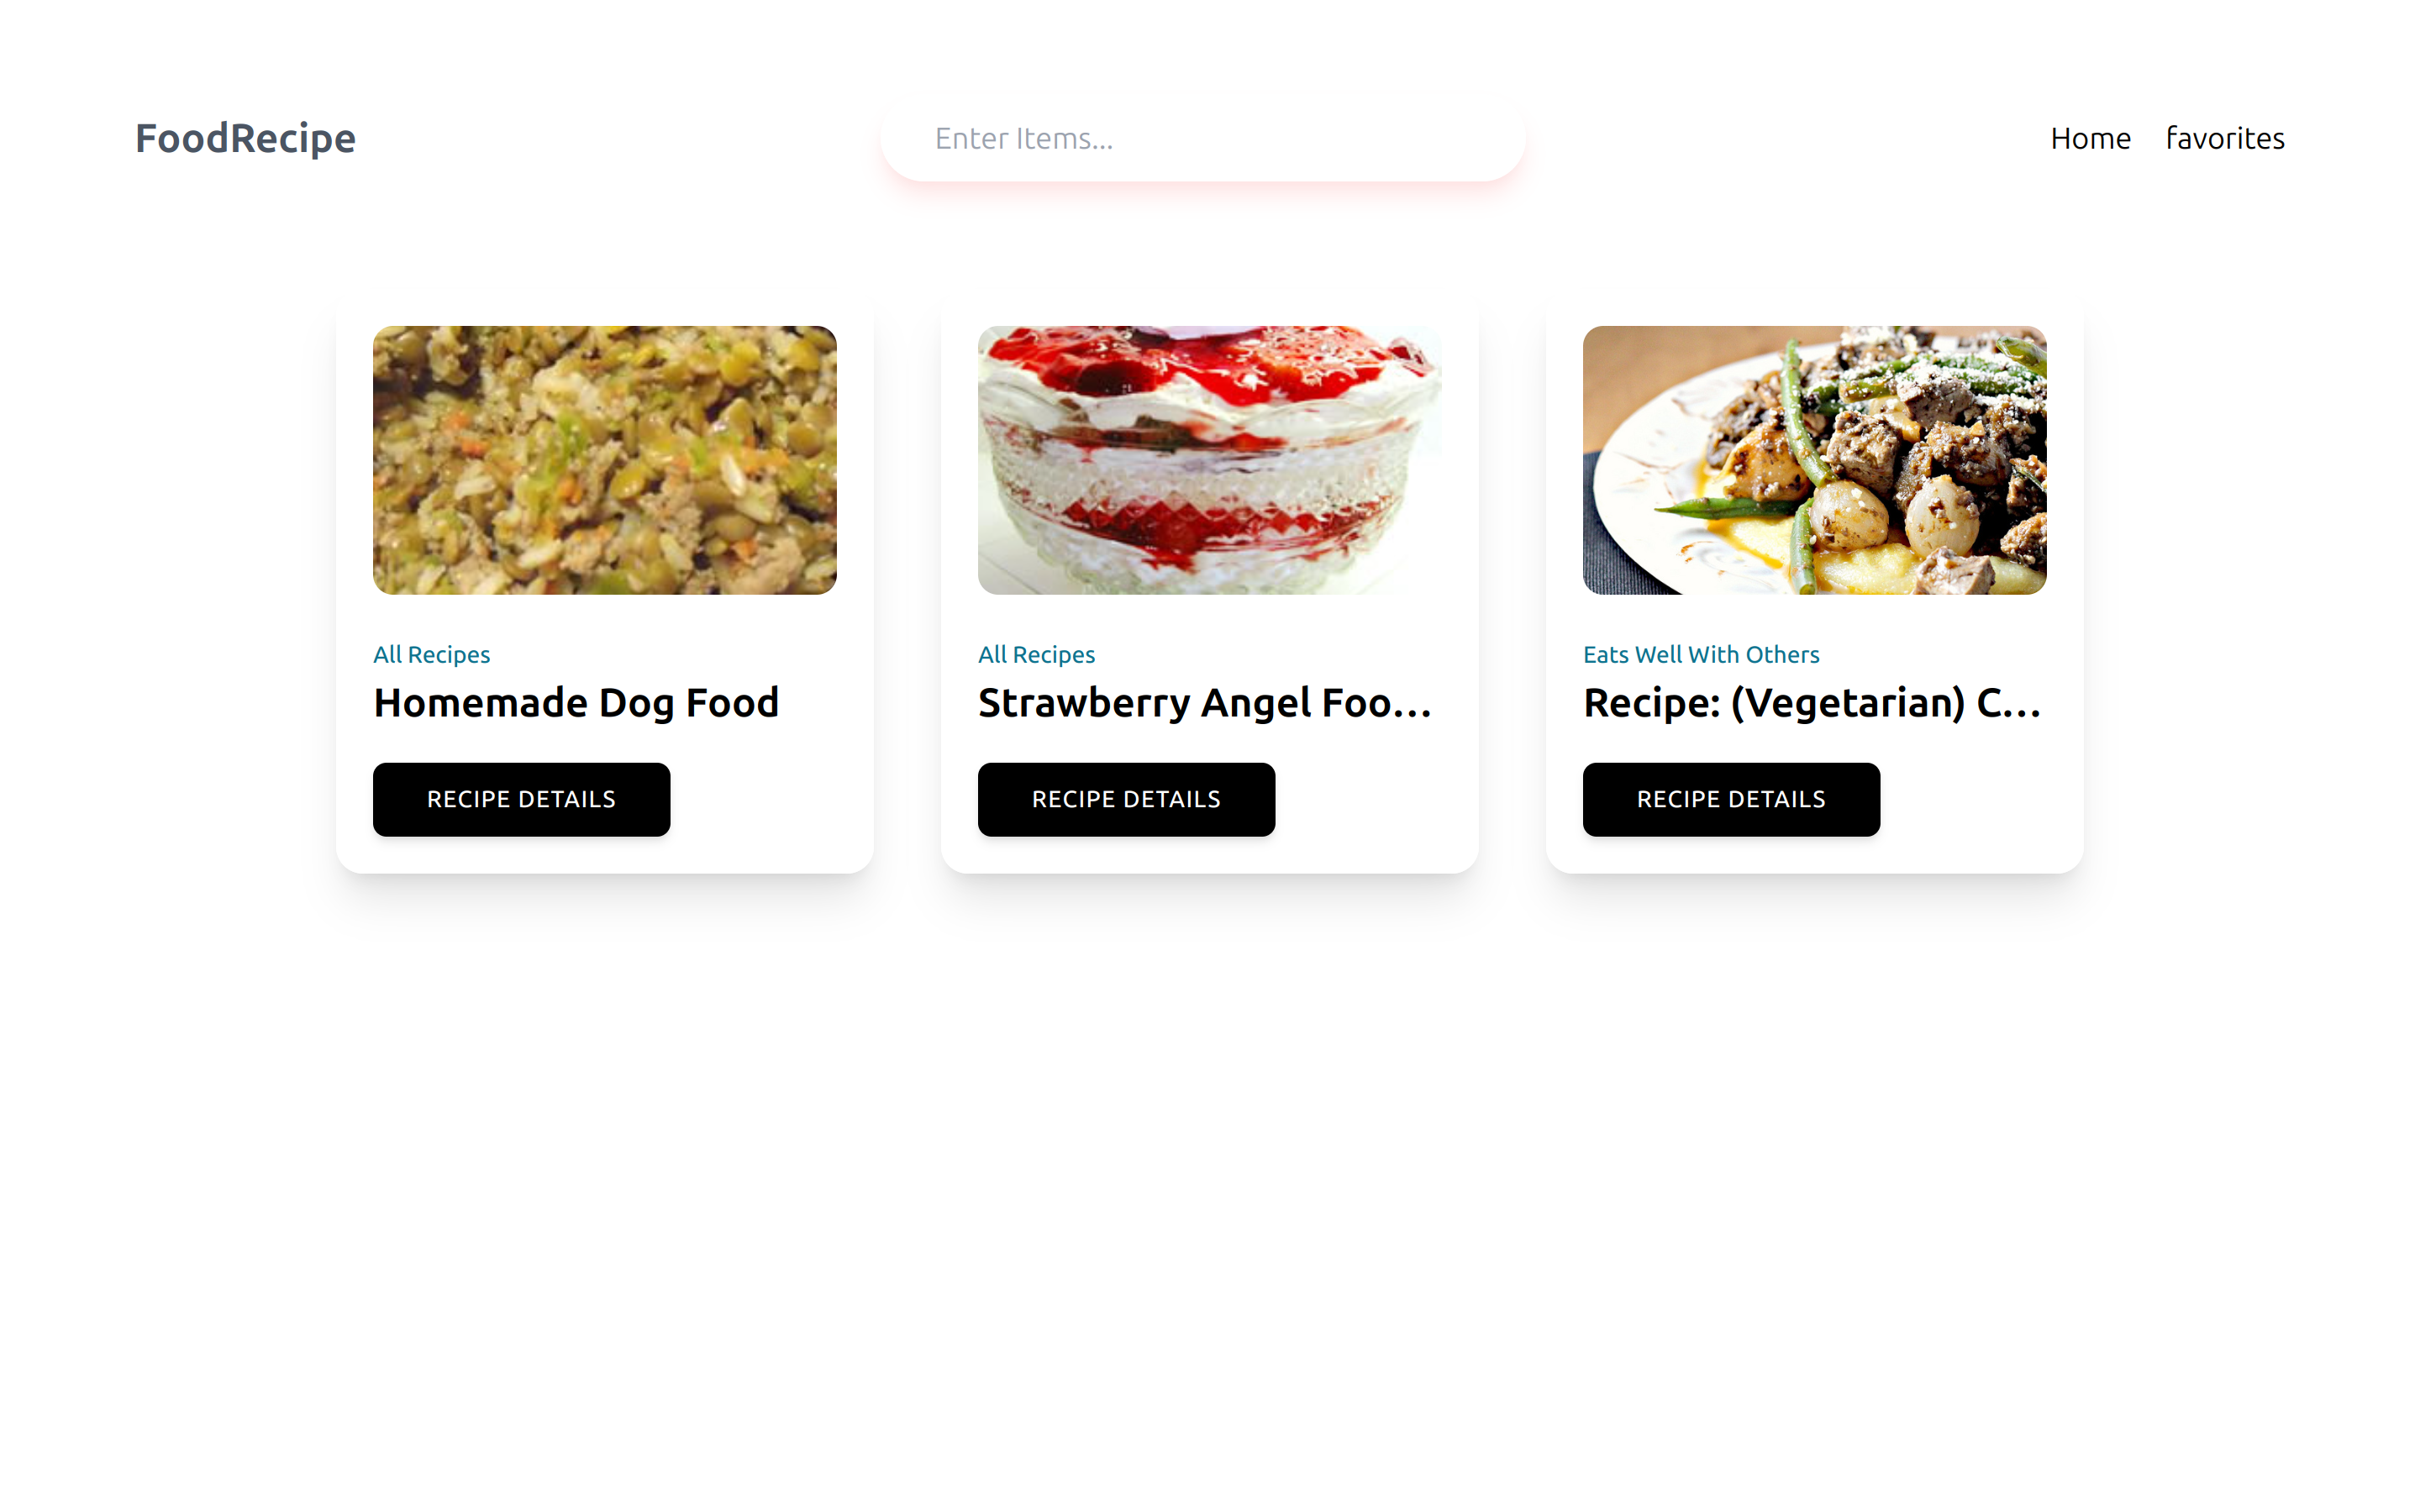 FoodRecipe
Enter Items...
Home favorites
All Recipes
Homemade Dog Food
RECIPE DETAILS
All Recipes
Strawberry Angel Foo...
RECIPE DETAILS
Eats Well With Others
Recipe: (Vegetarian) C...
RECIPE DETAILS